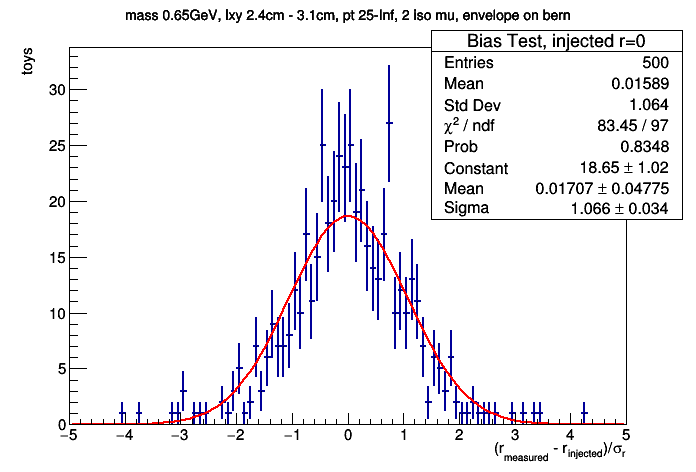 mass 0.65GeV, lxy 2.4cm - 3.1cm, pt 25-Inf, 2 iso mu, envelope on bern
Bias Test, injected r=0
Entries 500
Mean 0.01589
Std Dev 1.064
χ² / ndf 83.45 / 97
Prob 0.8348
Constant 18.65 ± 1.02
Mean 0.01707 ± 0.04775
Sigma 1.066 ± 0.034
toys
30
25
20
15
10
5
0
−5 −4 −3 −2 −1 0 1 2 3 4 5
(r_measured - r_injected)/σ_r